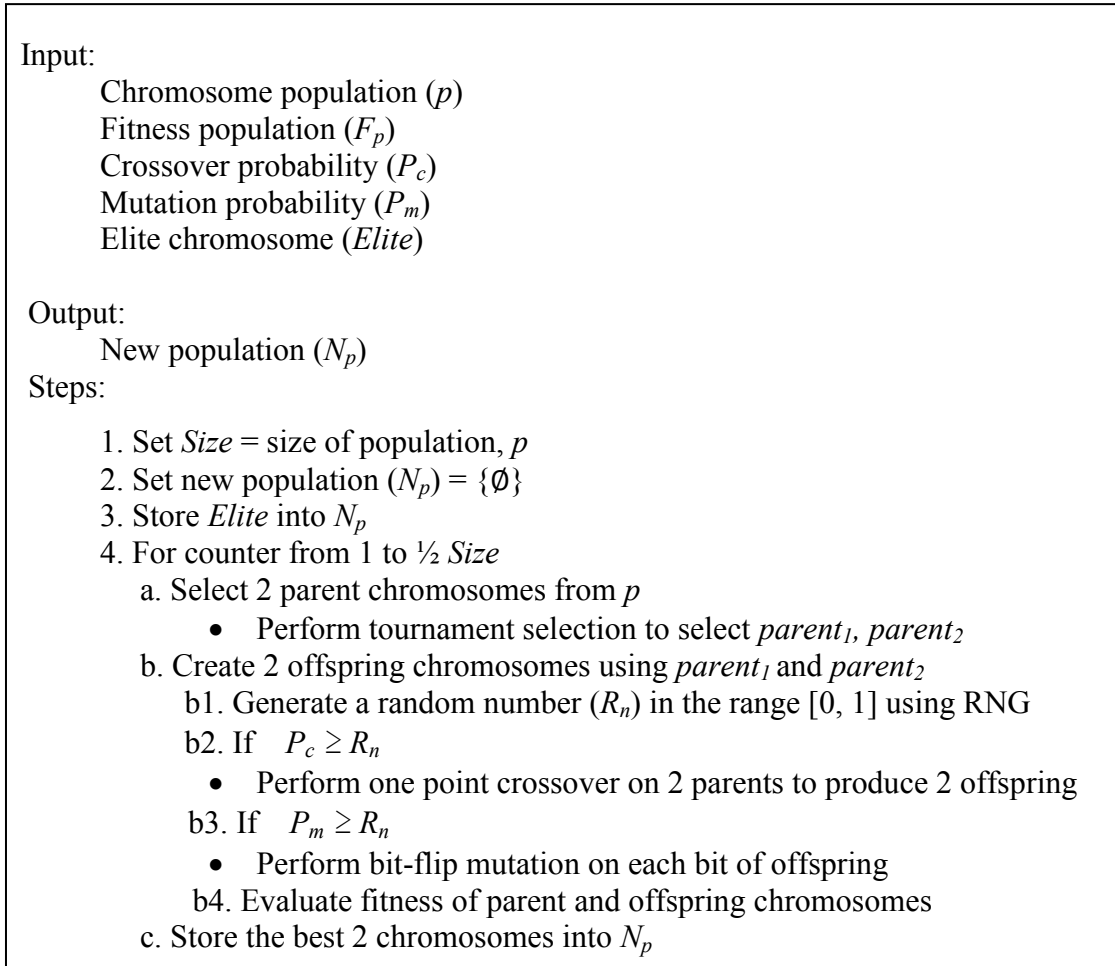 Input:
Chromosome population (p)
Fitness population (Fₚ)
Crossover probability (P_c)
Mutation probability (Pₘ)
Elite chromosome (Elite)
Output:
New population (Nₚ)
Steps:
1. Set Size = size of population, p
2. Set new population (Nₚ) = {∅}
3. Store Elite into Nₚ
4. For counter from 1 to ½ Size
a. Select 2 parent chromosomes from p
• Perform tournament selection to select parent₁, parent₂
b. Create 2 offspring chromosomes using parent₁ and parent₂
b1. Generate a random number (Rₙ) in the range [0, 1] using RNG
b2. If P_c ≥ Rₙ
• Perform one point crossover on 2 parents to produce 2 offspring
b3. If Pₘ ≥ Rₙ
• Perform bit-flip mutation on each bit of offspring
b4. Evaluate fitness of parent and offspring chromosomes
c. Store the best 2 chromosomes into Nₚ